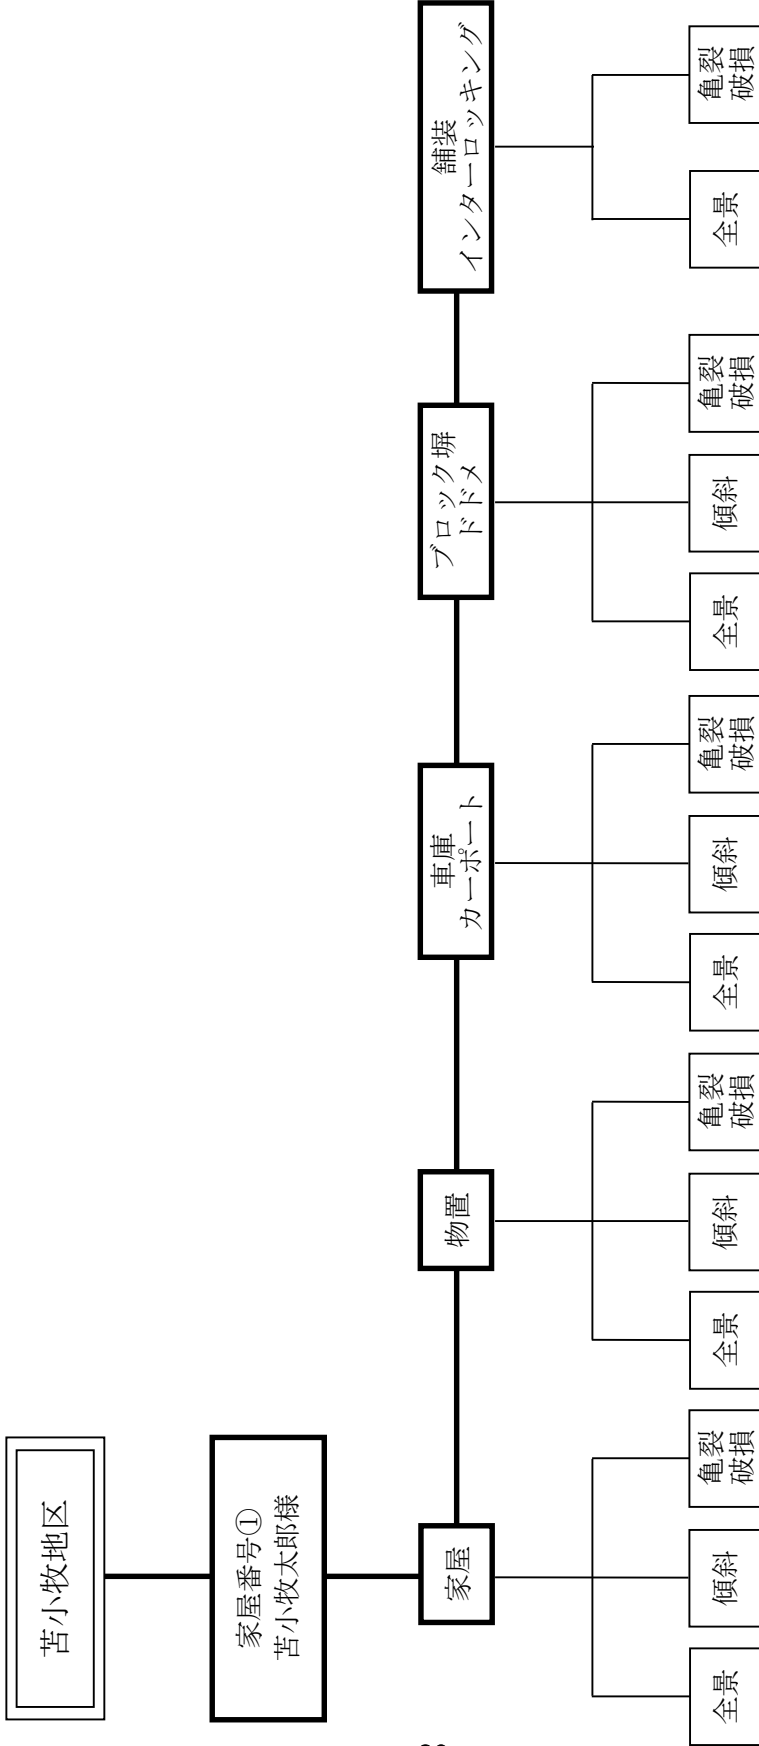 苫小牧地区
家屋番号①
苫小牧太郎様
家屋
物置
車庫
カーポート
ブロック塀
ドドメ
舗装
インターロッキング
全景
傾斜
亀裂
破損
全景
傾斜
亀裂
破損
全景
傾斜
亀裂
破損
全景
傾斜
亀裂
破損
全景
亀裂
破損